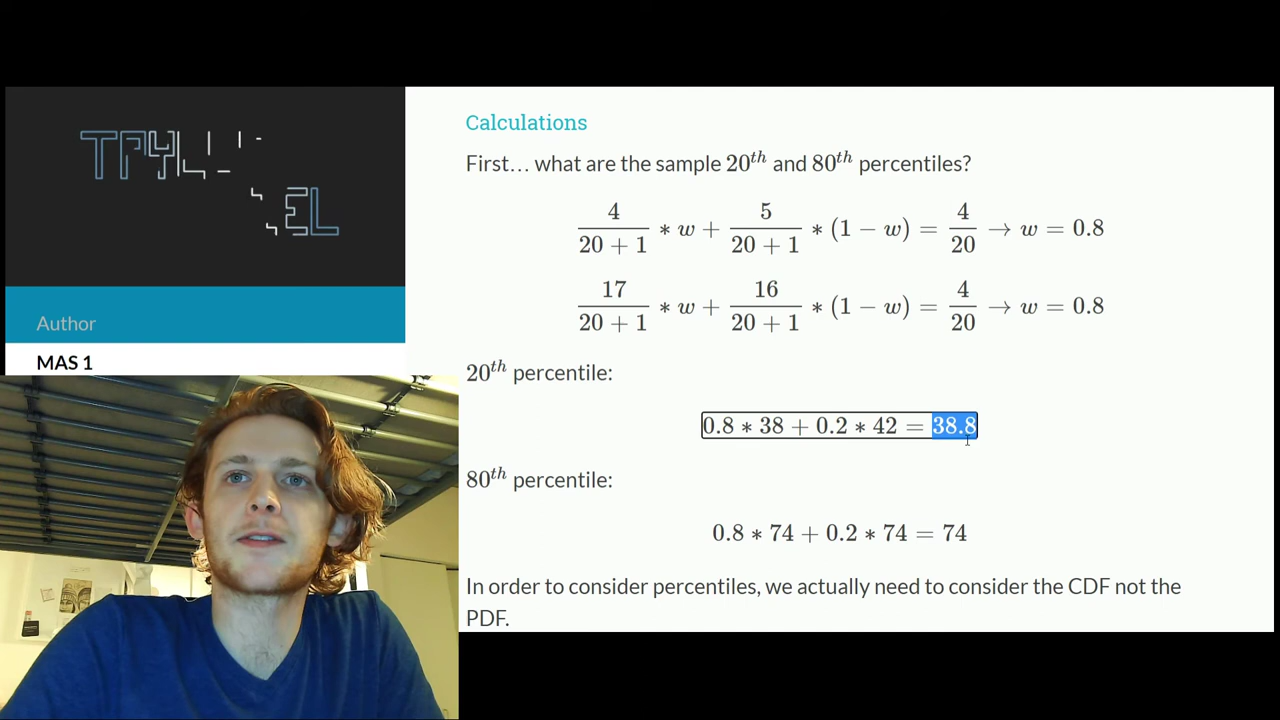 Calculations
First… what are the sample 20th and 80th percentiles?
4/(20 + 1) * w + 5/(20 + 1) * (1 − w) = 4/20 → w = 0.8
17/(20 + 1) * w + 16/(20 + 1) * (1 − w) = 4/20 → w = 0.8
Author
MAS 1
20th percentile:
0.8 * 38 + 0.2 * 42 = 38.8
80th percentile:
0.8 * 74 + 0.2 * 74 = 74
In order to consider percentiles, we actually need to consider the CDF not the
PDF.